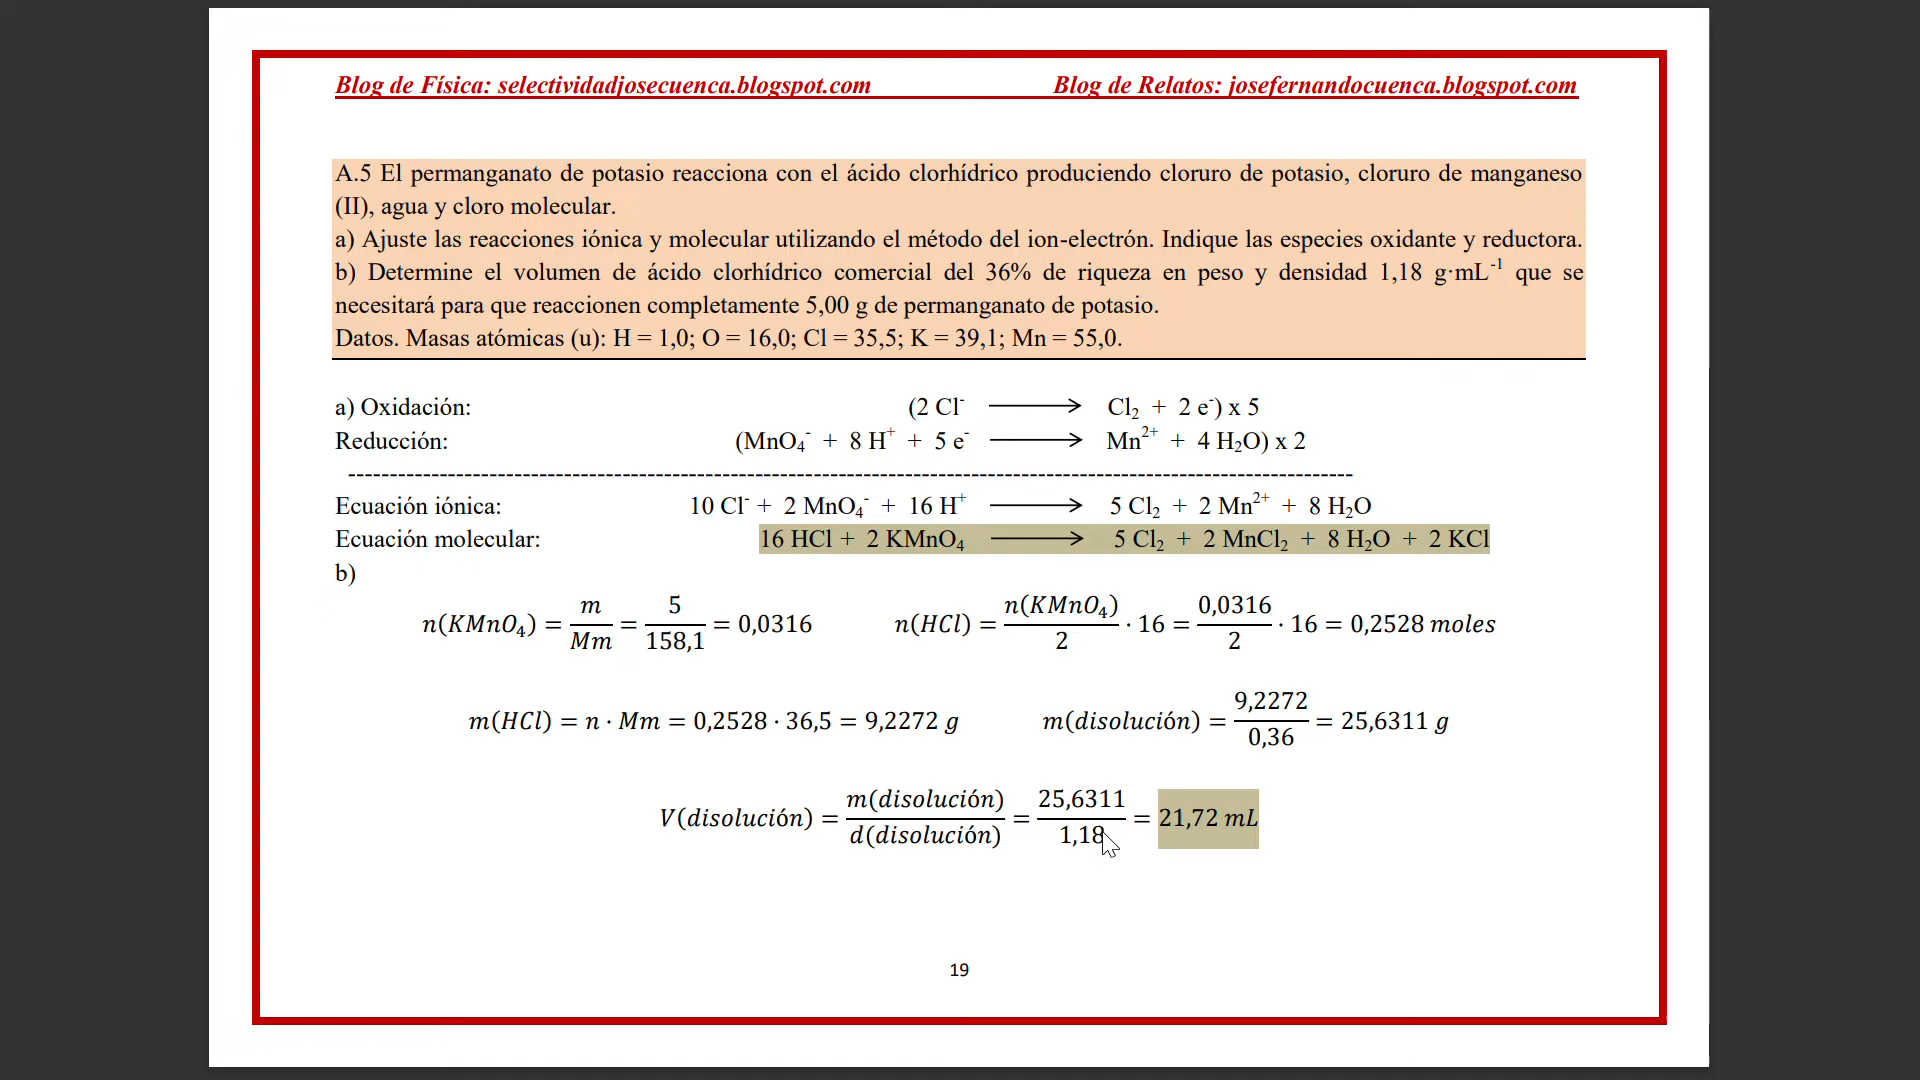 Blog de Física: selectividadjosecuenca.blogspot.com Blog de Relatos: josefernandocuenca.blogspot.com
A.5 El permanganato de potasio reacciona con el ácido clorhídrico produciendo cloruro de potasio, cloruro de manganeso
(II), agua y cloro molecular.
a) Ajuste las reacciones iónica y molecular utilizando el método del ion-electrón. Indique las especies oxidante y reductora.
b) Determine el volumen de ácido clorhídrico comercial del 36% de riqueza en peso y densidad 1,18 g·mL⁻¹ que se
necesitará para que reaccionen completamente 5,00 g de permanganato de potasio.
Datos. Masas atómicas (u): H = 1,0; O = 16,0; Cl = 35,5; K = 39,1; Mn = 55,0.
a) Oxidación: (2 Cl⁻ ⟶ Cl₂ + 2 e⁻) x 5
Reducción: (MnO₄⁻ + 8 H⁺ + 5 e⁻ ⟶ Mn²⁺ + 4 H₂O) x 2
Ecuación iónica: 10 Cl⁻ + 2 MnO₄⁻ + 16 H⁺ ⟶ 5 Cl₂ + 2 Mn²⁺ + 8 H₂O
Ecuación molecular: 16 HCl + 2 KMnO₄ ⟶ 5 Cl₂ + 2 MnCl₂ + 8 H₂O + 2 KCl
b)
n(KMnO₄) = m/Mm = 5/158,1 = 0,0316 n(HCl) = n(KMnO₄)/2 · 16 = 0,0316/2 · 16 = 0,2528 moles
m(HCl) = n · Mm = 0,2528 · 36,5 = 9,2272 g m(disolución) = 9,2272/0,36 = 25,6311 g
V(disolución) = m(disolución)/d(disolución) = 25,6311/1,18 = 21,72 mL
19